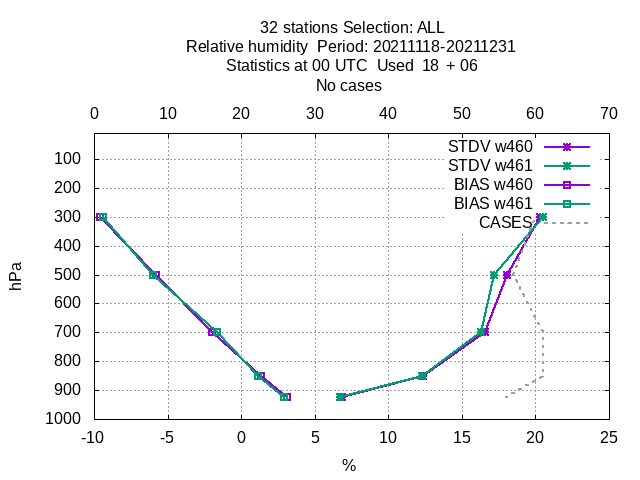 32 stations Selection: ALL
Relative humidity  Period: 20211118-20211231
Statistics at 00 UTC  Used  18  + 06
No cases
0 10 20 30 40 50 60 70
STDV w460
STDV w461
BIAS w460
BIAS w461
CASES
100
200
300
400
500
600
700
800
900
1000
hPa
-10 -5 0 5 10 15 20 25
%